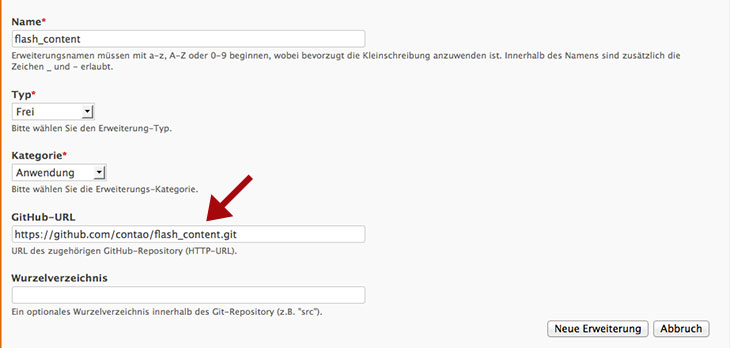 Name*
flash_content
Erweiterungsnamen müssen mit a-z, A-Z oder 0-9 beginnen, wobei bevorzugt die Kleinschreibung anzuwenden ist. Innerhalb des Namens sind zusätzlich die
Zeichen _ und - erlaubt.
Typ*
Frei
Bitte wählen Sie den Erweiterung-Typ.
Kategorie*
Anwendung
Bitte wählen Sie die Erweiterungs-Kategorie.
GitHub-URL
https://github.com/contao/flash_content.git
URL des zugehörigen GitHub-Repository (HTTP-URL).
Wurzelverzeichnis
Ein optionales Wurzelverzeichnis innerhalb des Git-Repository (z.B. "src").
Neue Erweiterung Abbruch